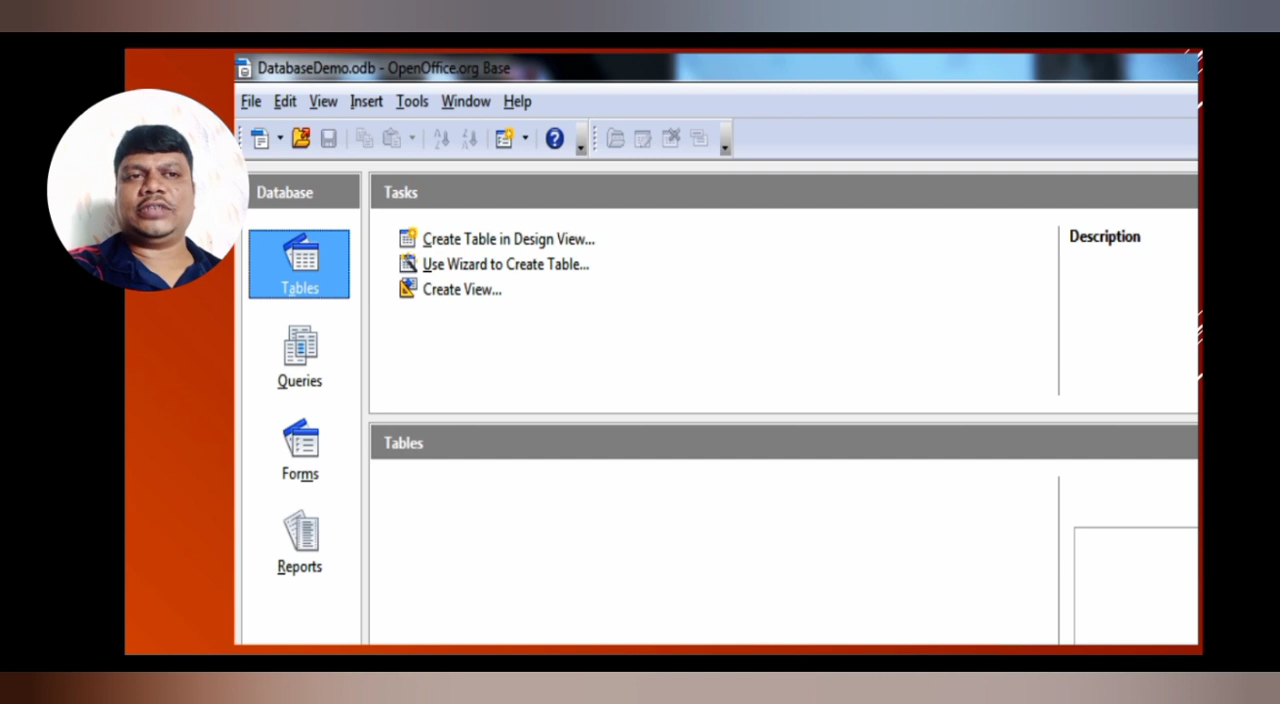 DatabaseDemo.odb - OpenOffice.org Base
File Edit View Insert Tools Window Help
Database
Tasks
Create Table in Design View...
Use Wizard to Create Table...
Create View...
Description
Tables
Queries
Forms
Reports
Tables